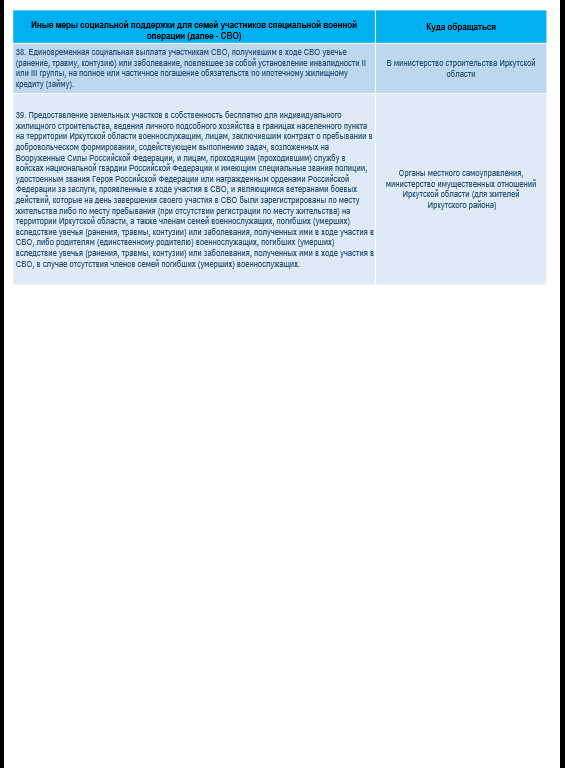 Иные меры социальной поддержки для семей участников специальной военной
операции (далее - СВО)
Куда обращаться
38. Единовременная социальная выплата участникам СВО, получившим в ходе СВО увечье
(ранение, травму, контузию) или заболевание, повлекшее за собой установление инвалидности II
или III группы, на полное или частичное погашение обязательств по ипотечному жилищному
кредиту (займу).
В министерство строительства Иркутской
области
39. Предоставление земельных участков в собственность бесплатно для индивидуального
жилищного строительства, ведения личного подсобного хозяйства в границах населенного пункта
на территории Иркутской области военнослужащим, лицам, заключившим контракт о пребывании в
добровольческом формировании, содействующем выполнению задач, возложенных на
Вооруженные Силы Российской Федерации, и лицам, проходящим (проходившим) службу в
войсках национальной гвардии Российской Федерации и имеющим специальные звания полиции,
удостоенным звания Героя Российской Федерации или награжденным орденами Российской
Федерации за заслуги, проявленные в ходе участия в СВО, и являющимся ветеранами боевых
действий, которые на день завершения своего участия в СВО были зарегистрированы по месту
жительства либо по месту пребывания (при отсутствии регистрации по месту жительства) на
территории Иркутской области, а также членам семей военнослужащих, погибших (умерших)
вследствие увечья (ранения, травмы, контузии) или заболевания, полученных ими в ходе участия в
СВО, либо родителям (единственному родителю) военнослужащих, погибших (умерших)
вследствие увечья (ранения, травмы, контузии) или заболевания, полученных ими в ходе участия в
СВО, в случае отсутствия членов семей погибших (умерших) военнослужащих.
Органы местного самоуправления,
министерство имущественных отношений
Иркутской области (для жителей
Иркутского района)